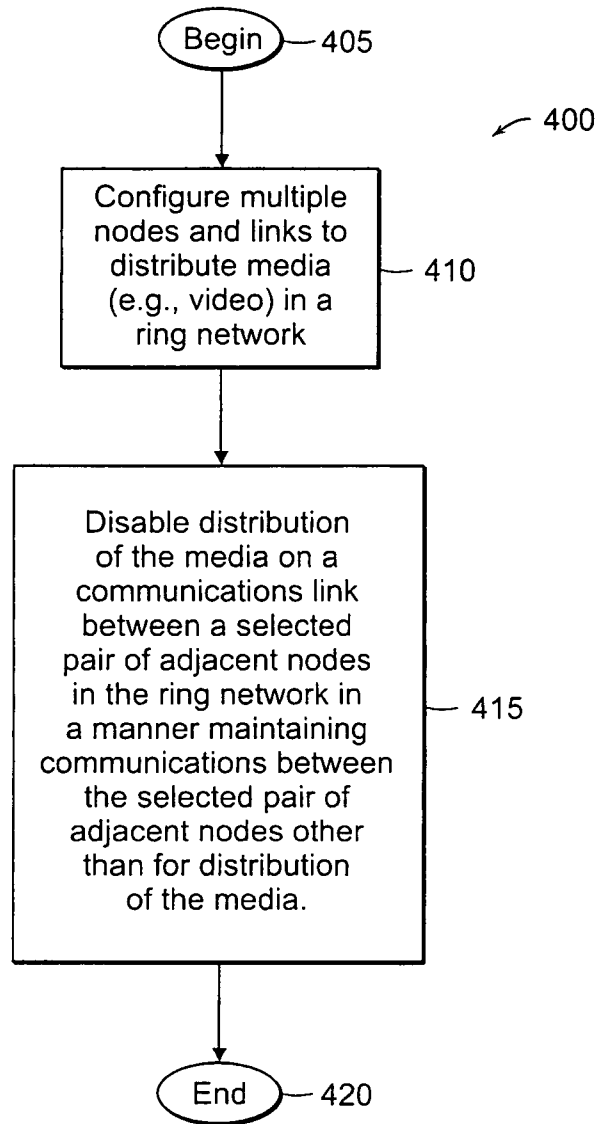 Begin
405
400
Configure multiple
nodes and links to
distribute media
(e.g., video) in a
ring network
410
Disable distribution
of the media on a
communications link
between a selected
pair of adjacent nodes
in the ring network in
a manner maintaining
communications between
the selected pair of
adjacent nodes other
than for distribution
of the media.
415
End
420